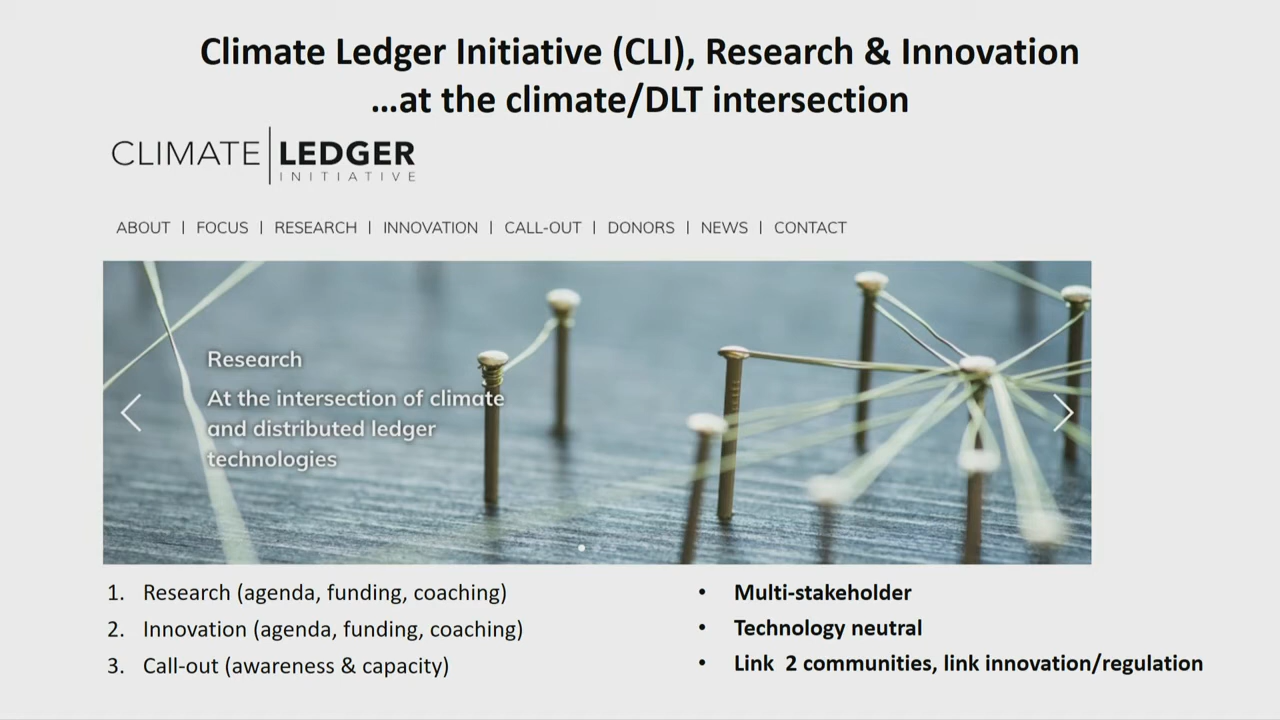 Climate Ledger Initiative (CLI), Research & Innovation
…at the climate/DLT intersection
CLIMATE LEDGER
INITIATIVE
ABOUT | FOCUS | RESEARCH | INNOVATION | CALL-OUT | DONORS | NEWS | CONTACT
Research
At the intersection of climate
and distributed ledger
technologies
1. Research (agenda, funding, coaching)
2. Innovation (agenda, funding, coaching)
3. Call-out (awareness & capacity)
• Multi-stakeholder
• Technology neutral
• Link 2 communities, link innovation/regulation